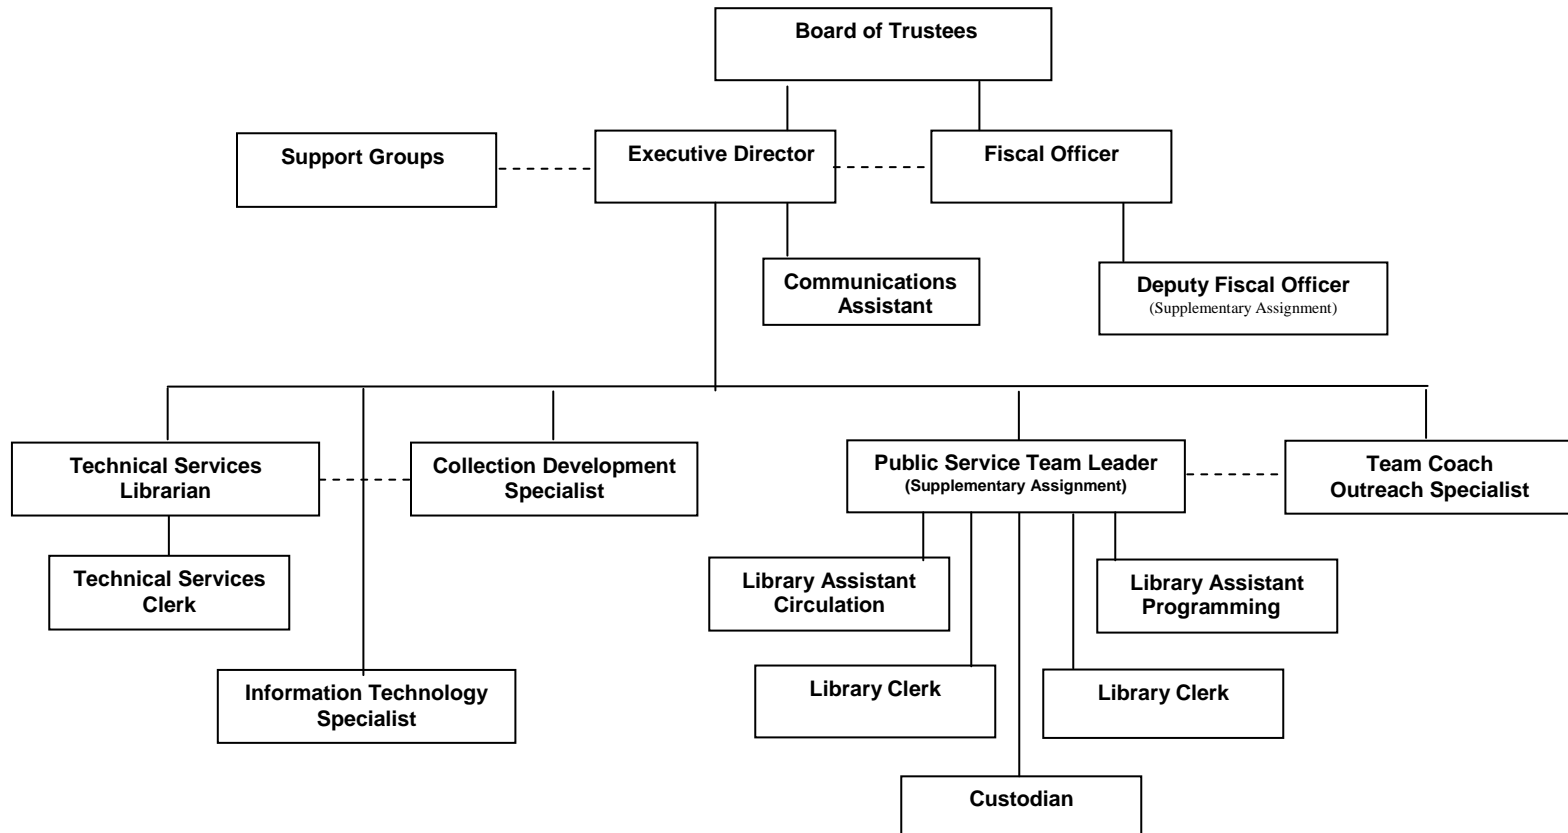 Board of Trustees
Support Groups
Executive Director
Fiscal Officer
Communications
Assistant
Deputy Fiscal Officer
(Supplementary Assignment)
Technical Services
Librarian
Collection Development
Specialist
Public Service Team Leader
(Supplementary Assignment)
Team Coach
Outreach Specialist
Technical Services
Clerk
Library Assistant
Circulation
Library Assistant
Programming
Information Technology
Specialist
Library Clerk
Library Clerk
Custodian